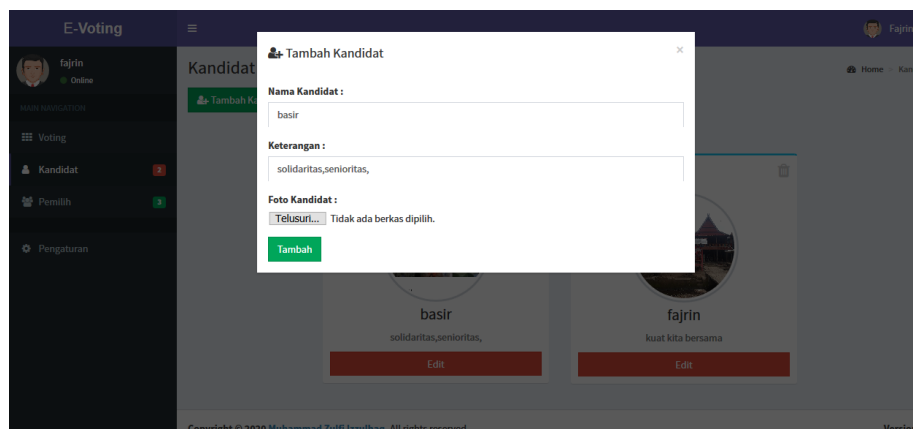 E-Voting
Fajrin
fajrin
Online
MAIN NAVIGATION
Voting
Kandidat 2
Pemilih 3
Pengaturan
Kandidat
Home > Kan
Tambah Ka
Tambah Kandidat ×
Nama Kandidat :
basir
Keterangan :
solidaritas,senioritas,
Foto Kandidat :
Telusuri... Tidak ada berkas dipilih.
Tambah
basir
solidaritas,senioritas,
Edit
fajrin
kuat kita bersama
Edit